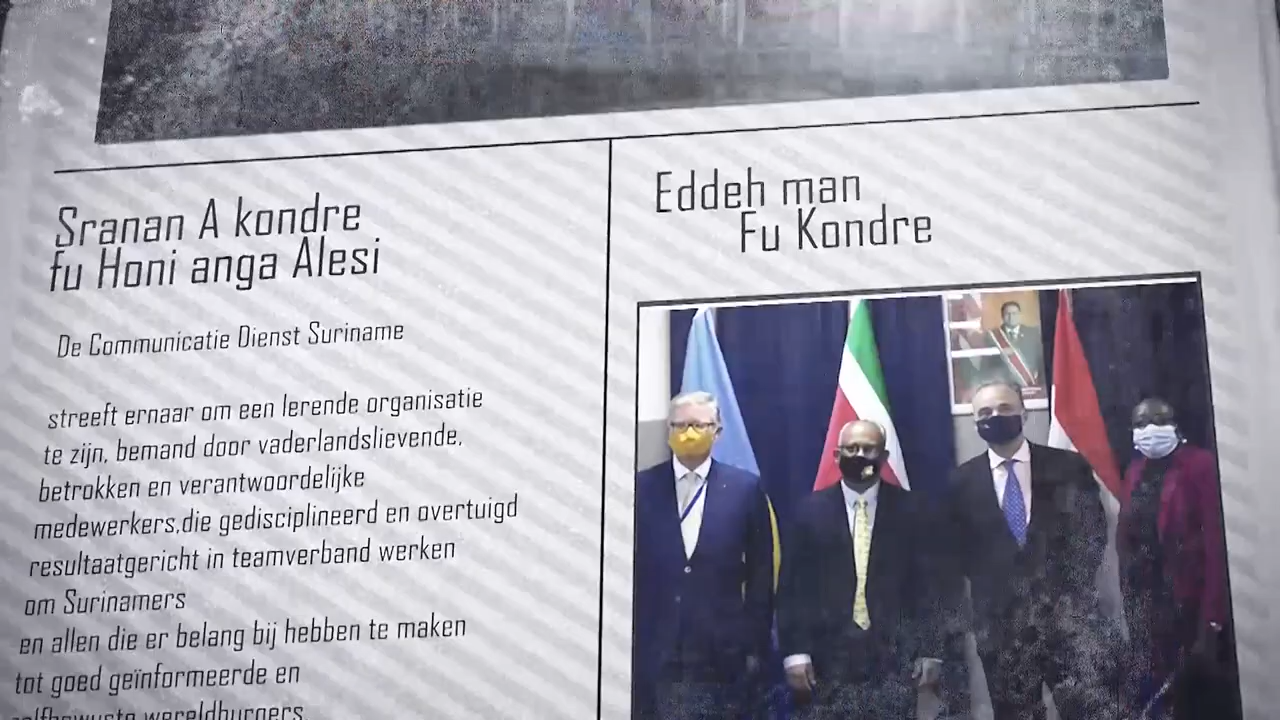 Sranan A kondre
fu Honi anga Alesi
De Communicatie Dienst Suriname
streeft ernaar om een lerende organisatie
te zijn, bemand door vaderlandslievende,
betrokken en verantwoordelijke
medewerkers,die gedisciplineerd en overtuigd
resultaatgericht in teamverband werken
om Surinamers
en allen die er belang bij hebben te maken
tot goed geïnformeerde en
zelfbewuste wereldburgers.
Eddeh man
Fu Kondre